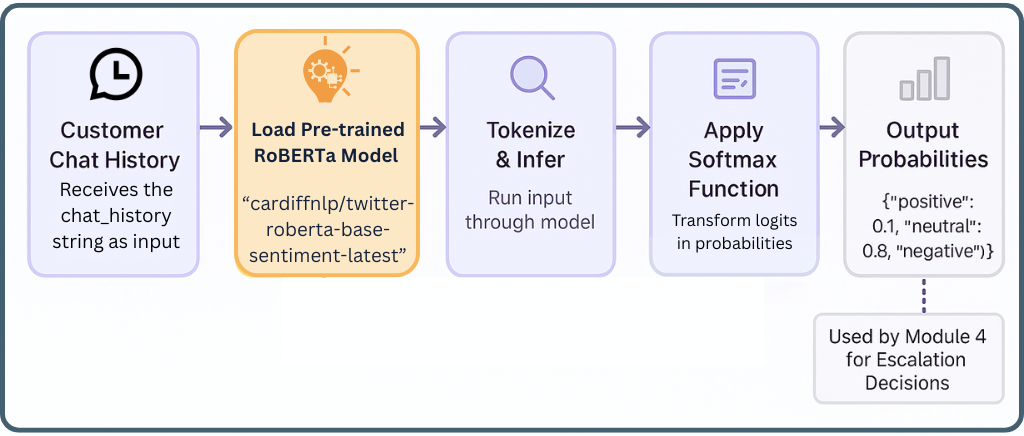 Customer
Chat History
Receives the
chat_history
string as input
Load Pre-trained
RoBERTa Model
“cardiffnlp/twitter-
roberta-base-
sentiment-latest”
Tokenize
& Infer
Run input
through model
Apply
Softmax
Function
Transform logits
in probabilities
Output
Probabilities
{"positive":
0.1, "neutral":
0.8, "negative")}
Used by Module 4
for Escalation
Decisions